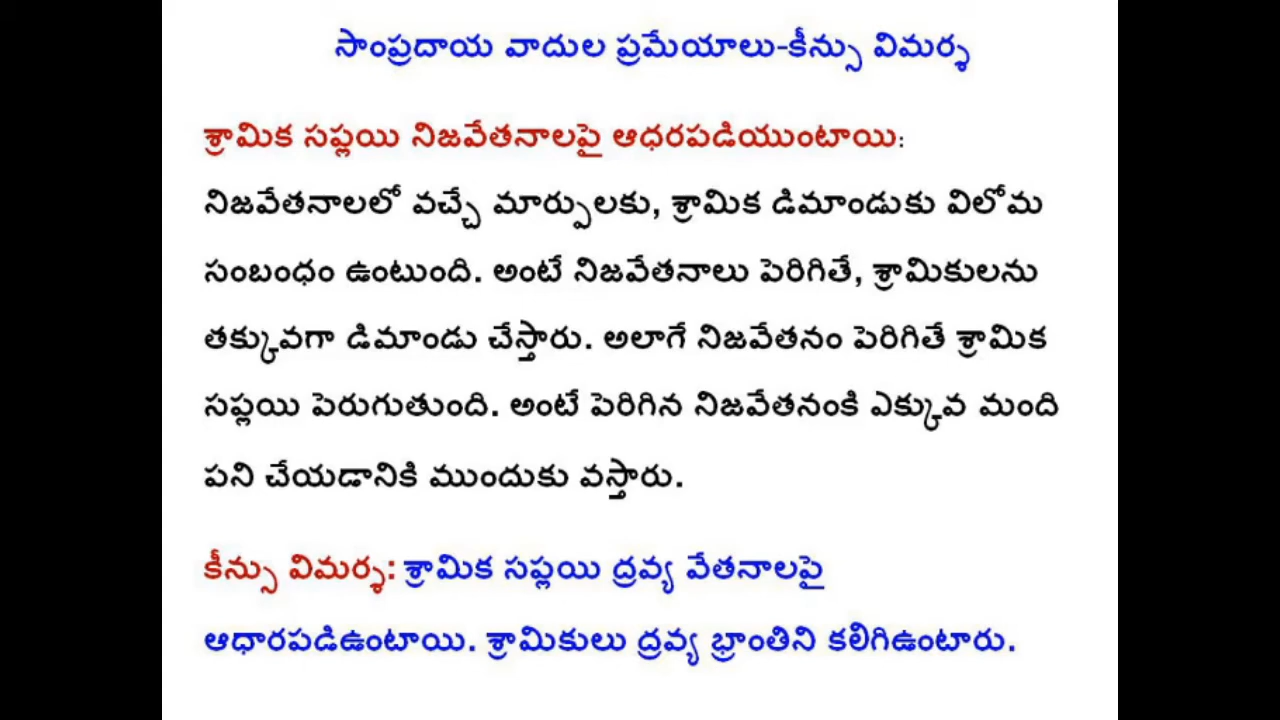 సాంప్రదాయ వాదుల ప్రమేయాలు-కీన్సు విమర్శ
శ్రామిక సప్లయి నిజవేతనాలపై ఆధరపడియుంటాయి:
నిజవేతనాలలో వచ్చే మార్పులకు, శ్రామిక డిమాండుకు విలోమ
సంబంధం ఉంటుంది. అంటే నిజవేతనాలు పెరిగితే, శ్రామికులను
తక్కువగా డిమాండు చేస్తారు. అలాగే నిజవేతనం పెరిగితే శ్రామిక
సప్లయి పెరుగుతుంది. అంటే పెరిగిన నిజవేతనంకి ఎక్కువ మంది
పని చేయడానికి ముందుకు వస్తారు.
కీన్సు విమర్శ: శ్రామిక సప్లయి ద్రవ్య వేతనాలపై
ఆధారపడిఉంటాయి. శ్రామికులు ద్రవ్య భ్రాంతిని కలిగిఉంటారు.